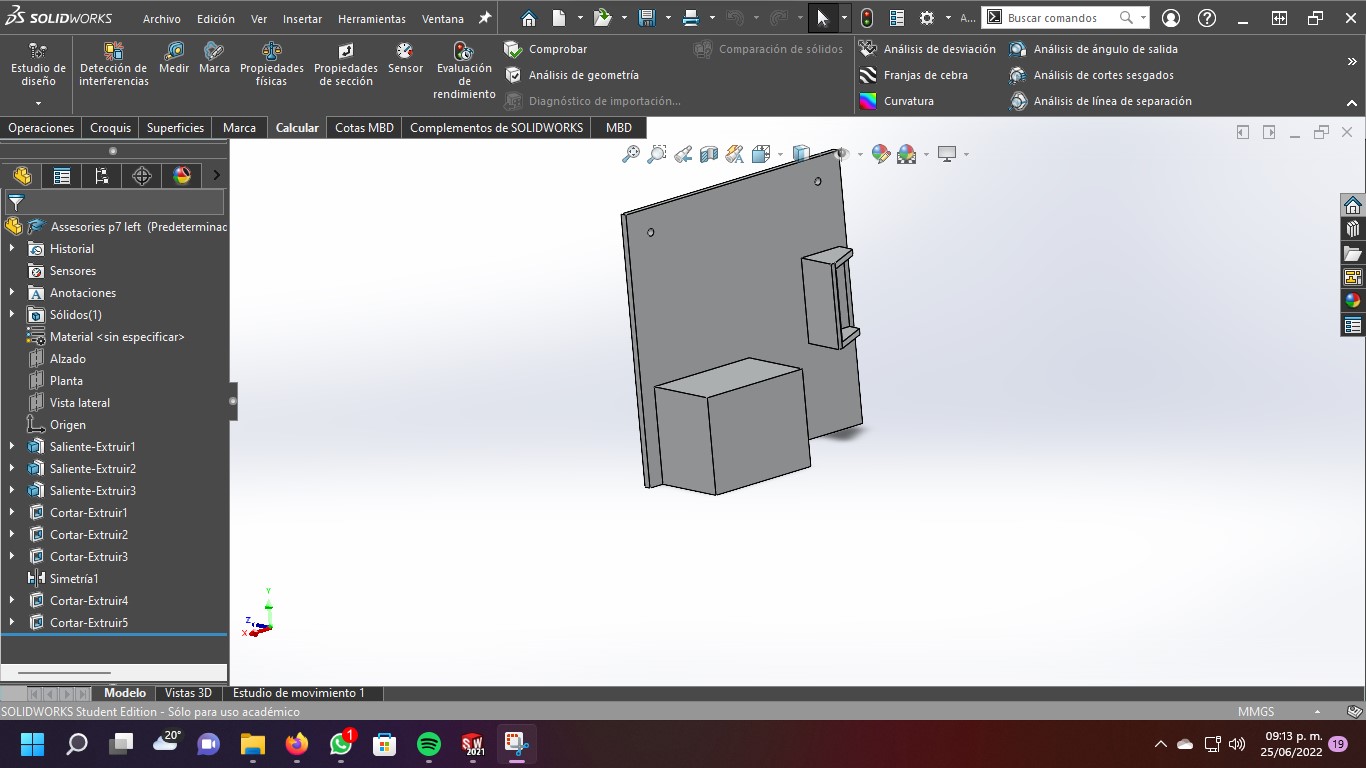 SOLIDWORKS Archivo Edición Ver Insertar Herramientas Ventana A... Buscar comandos
Estudio de diseño
Detección de interferencias
Medir
Marca
Propiedades físicas
Propiedades de sección
Sensor
Evaluación de rendimiento
Comprobar
Análisis de geometría
Diagnóstico de importación...
Comparación de sólidos
Análisis de desviación
Franjas de cebra
Curvatura
Análisis de ángulo de salida
Análisis de cortes sesgados
Análisis de línea de separación
Operaciones Croquis Superficies Marca Calcular Cotas MBD Complementos de SOLIDWORKS MBD
Assesories p7 left (Predeterminac
Historial
Sensores
Anotaciones
Sólidos(1)
Material <sin especificar>
Alzado
Planta
Vista lateral
Origen
Saliente-Extruir1
Saliente-Extruir2
Saliente-Extruir3
Cortar-Extruir1
Cortar-Extruir2
Cortar-Extruir3
Simetría1
Cortar-Extruir4
Cortar-Extruir5
Y
Z
X
Modelo Vistas 3D Estudio de movimiento 1
SOLIDWORKS Student Edition - Sólo para uso académico MMGS
20° 1 SW 2021 09:13 p. m. 19
25/06/2022